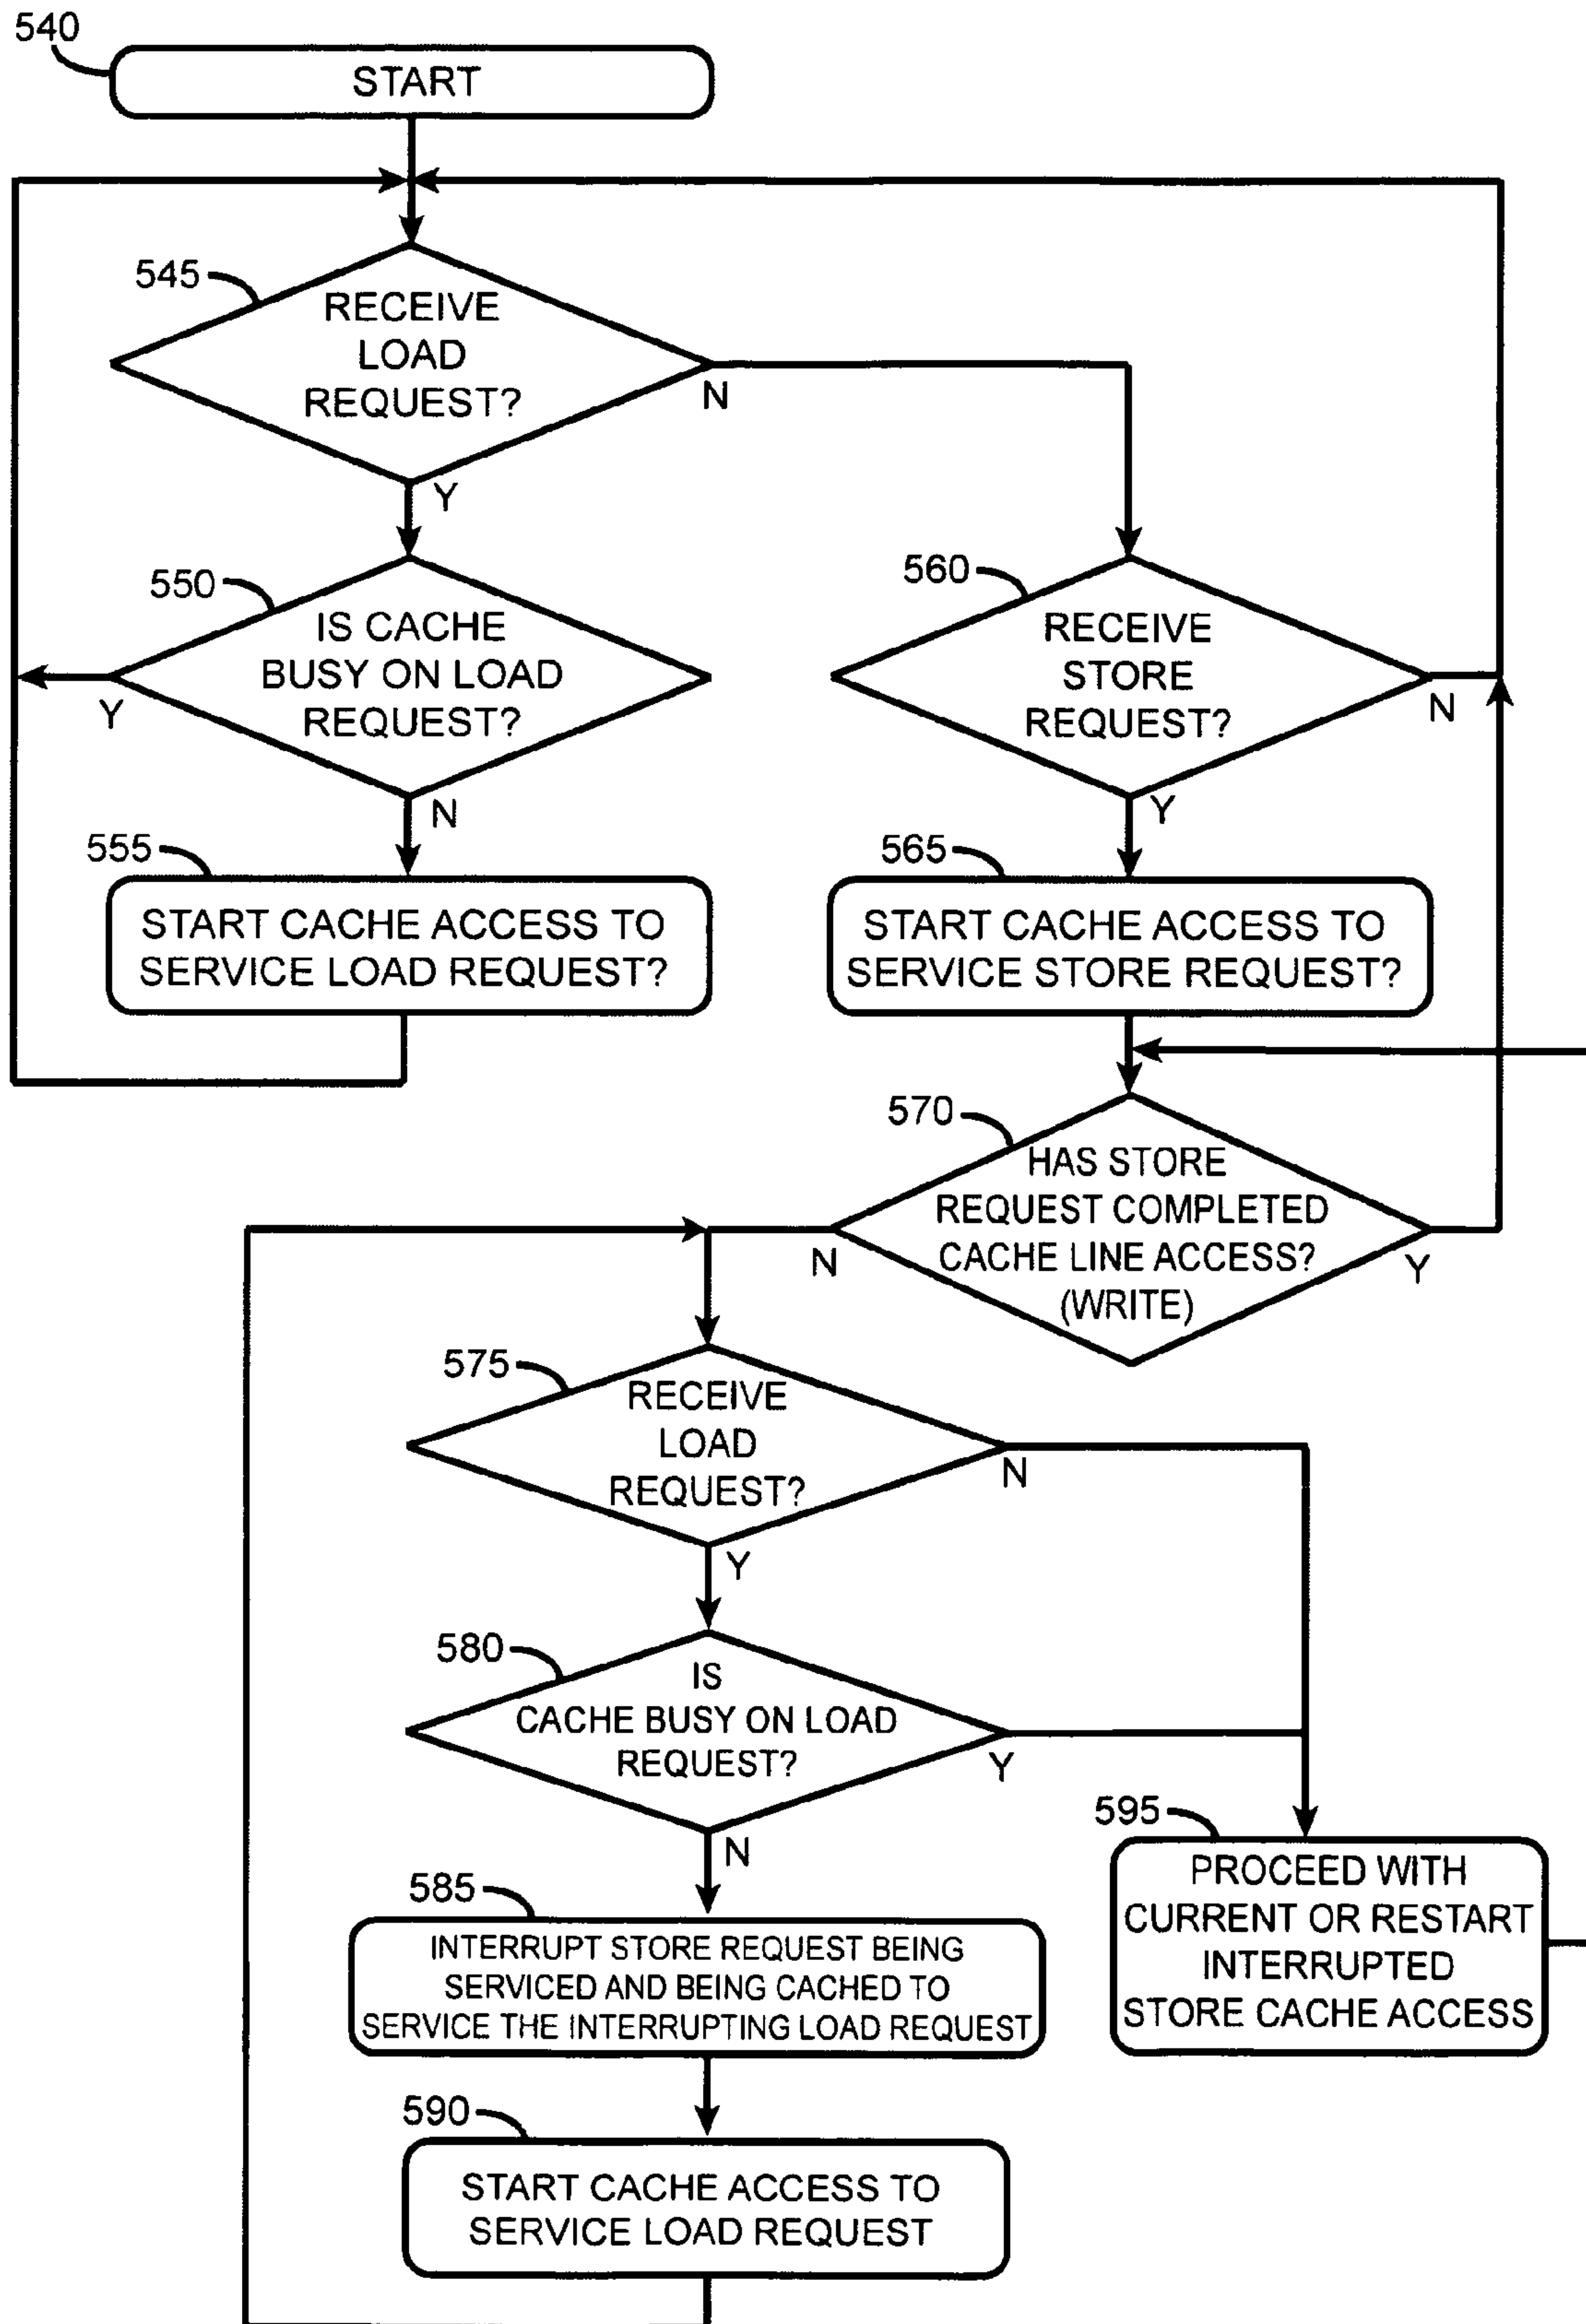 540
START
545
RECEIVE
LOAD
REQUEST?
N
Y
550
IS CACHE
BUSY ON LOAD
REQUEST?
Y
N
560
RECEIVE
STORE
REQUEST?
N
Y
555
START CACHE ACCESS TO
SERVICE LOAD REQUEST?
565
START CACHE ACCESS TO
SERVICE STORE REQUEST?
570
HAS STORE
REQUEST COMPLETED
CACHE LINE ACCESS?
(WRITE)
N
Y
575
RECEIVE
LOAD
REQUEST?
N
Y
580
IS
CACHE BUSY ON LOAD
REQUEST?
Y
N
585
INTERRUPT STORE REQUEST BEING
SERVICED AND BEING CACHED TO
SERVICE THE INTERRUPTING LOAD REQUEST
595
PROCEED WITH
CURRENT OR RESTART
INTERRUPTED
STORE CACHE ACCESS
590
START CACHE ACCESS TO
SERVICE LOAD REQUEST